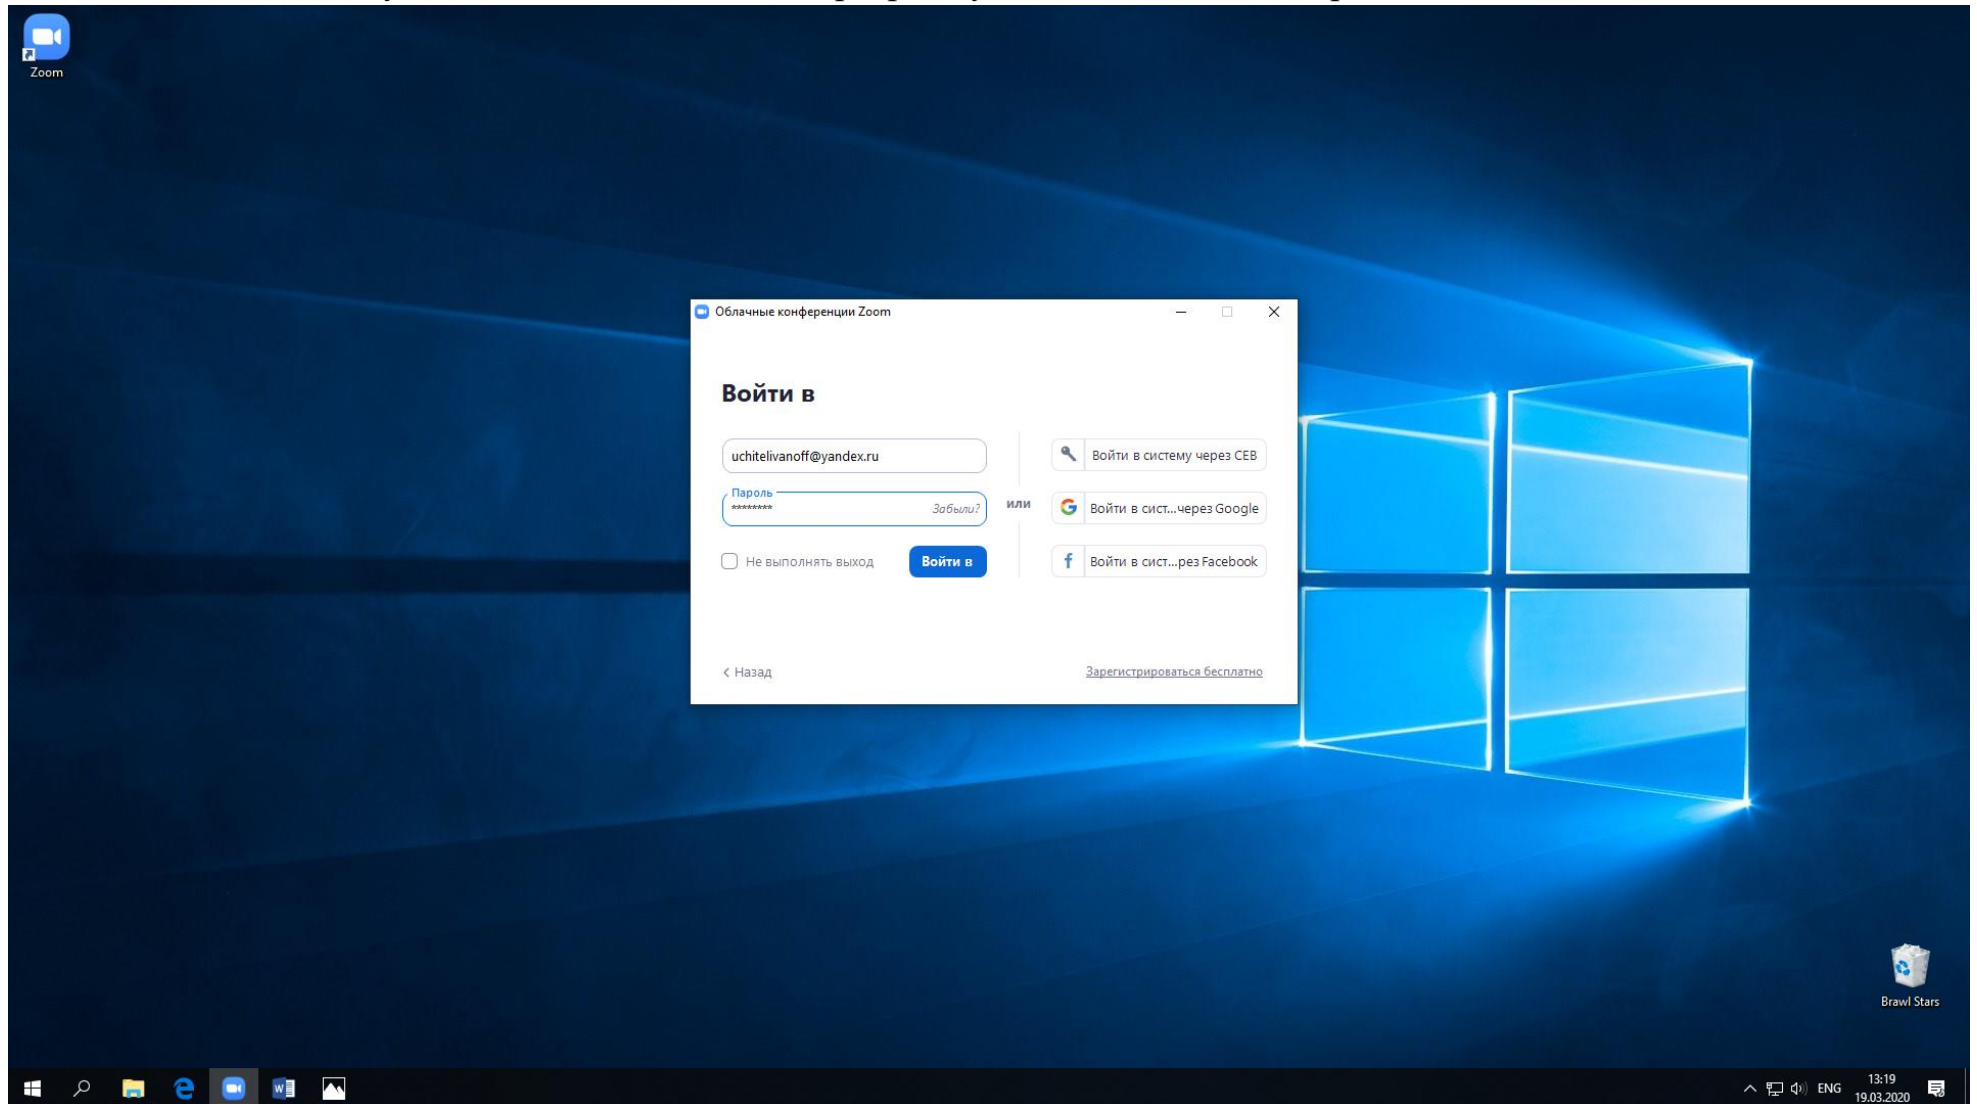 Zoom
Облачные конференции Zoom
Войти в
uchitelivanoff@yandex.ru
Пароль
******** Забыли?
Не выполнять выход
Войти в
или
Войти в систему через СЕВ
Войти в сист...через Google
Войти в сист...рез Facebook
< Назад
Зарегистрироваться бесплатно
Brawl Stars
ENG
13:19
19.03.2020